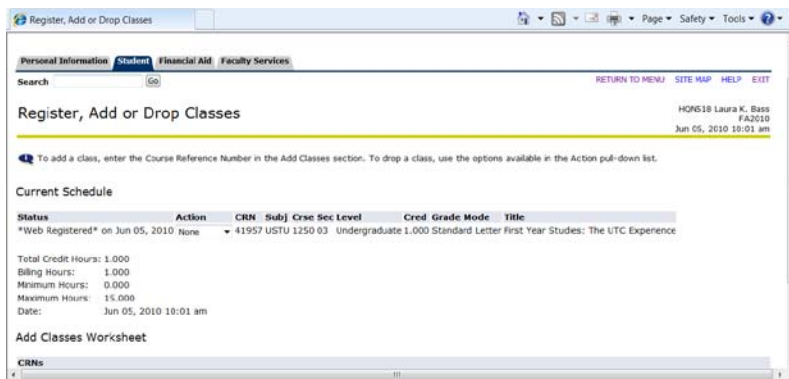 Register, Add or Drop Classes
Page Safety Tools
Personal Information Student Financial Aid Faculty Services
Search Go RETURN TO MENU SITE MAP HELP EXIT
Register, Add or Drop Classes
HQN518 Laura K. Bass
FA2010
Jun 05, 2010 10:01 am
To add a class, enter the Course Reference Number in the Add Classes section. To drop a class, use the options available in the Action pull-down list.
Current Schedule
Status Action CRN Subj Crse Sec Level Cred Grade Mode Title
*Web Registered* on Jun 05, 2010 None 41957 USTU 1250 03 Undergraduate 1.000 Standard Letter First Year Studies: The UTC Experience
Total Credit Hours: 1.000
Billing Hours: 1.000
Minimum Hours: 0.000
Maximum Hours: 15.000
Date: Jun 05, 2010 10:01 am
Add Classes Worksheet
CRNs